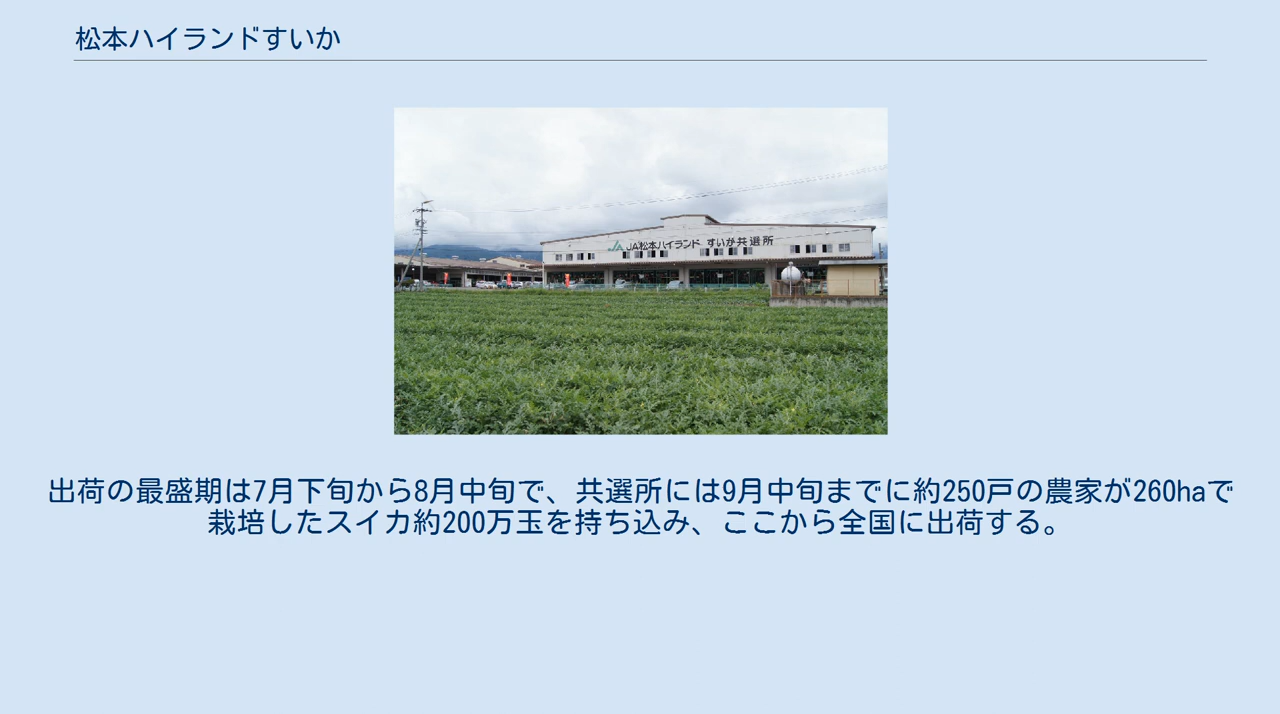 松本ハイランドすいか
JA松本ハイランド すいか共選所
出荷の最盛期は7月下旬から8月中旬で、共選所には9月中旬までに約250戸の農家が260haで
栽培したスイカ約200万玉を持ち込み、ここから全国に出荷する。